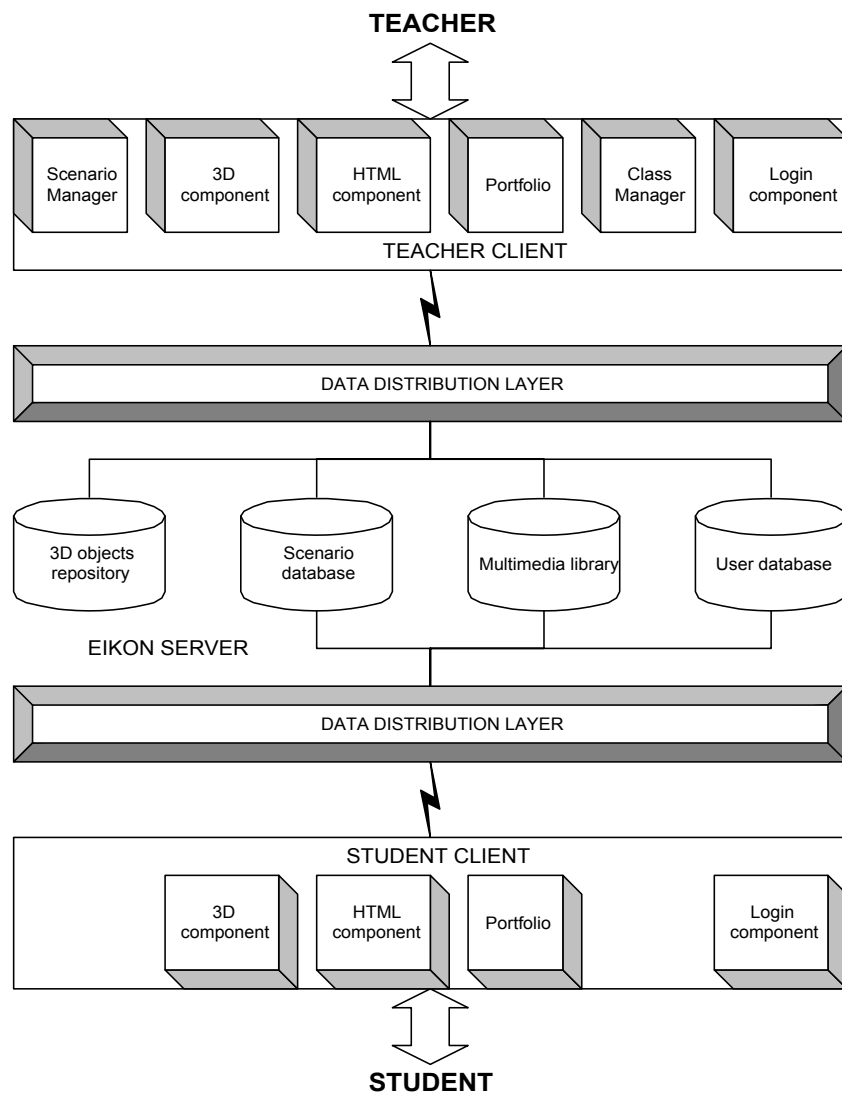 TEACHER
Scenario
Manager
3D
component
HTML
component
Portfolio
Class
Manager
Login
component
TEACHER CLIENT
DATA DISTRIBUTION LAYER
3D objects
repository
Scenario
database
Multimedia library
User database
EIKON SERVER
DATA DISTRIBUTION LAYER
STUDENT CLIENT
3D
component
HTML
component
Portfolio
Login
component
STUDENT